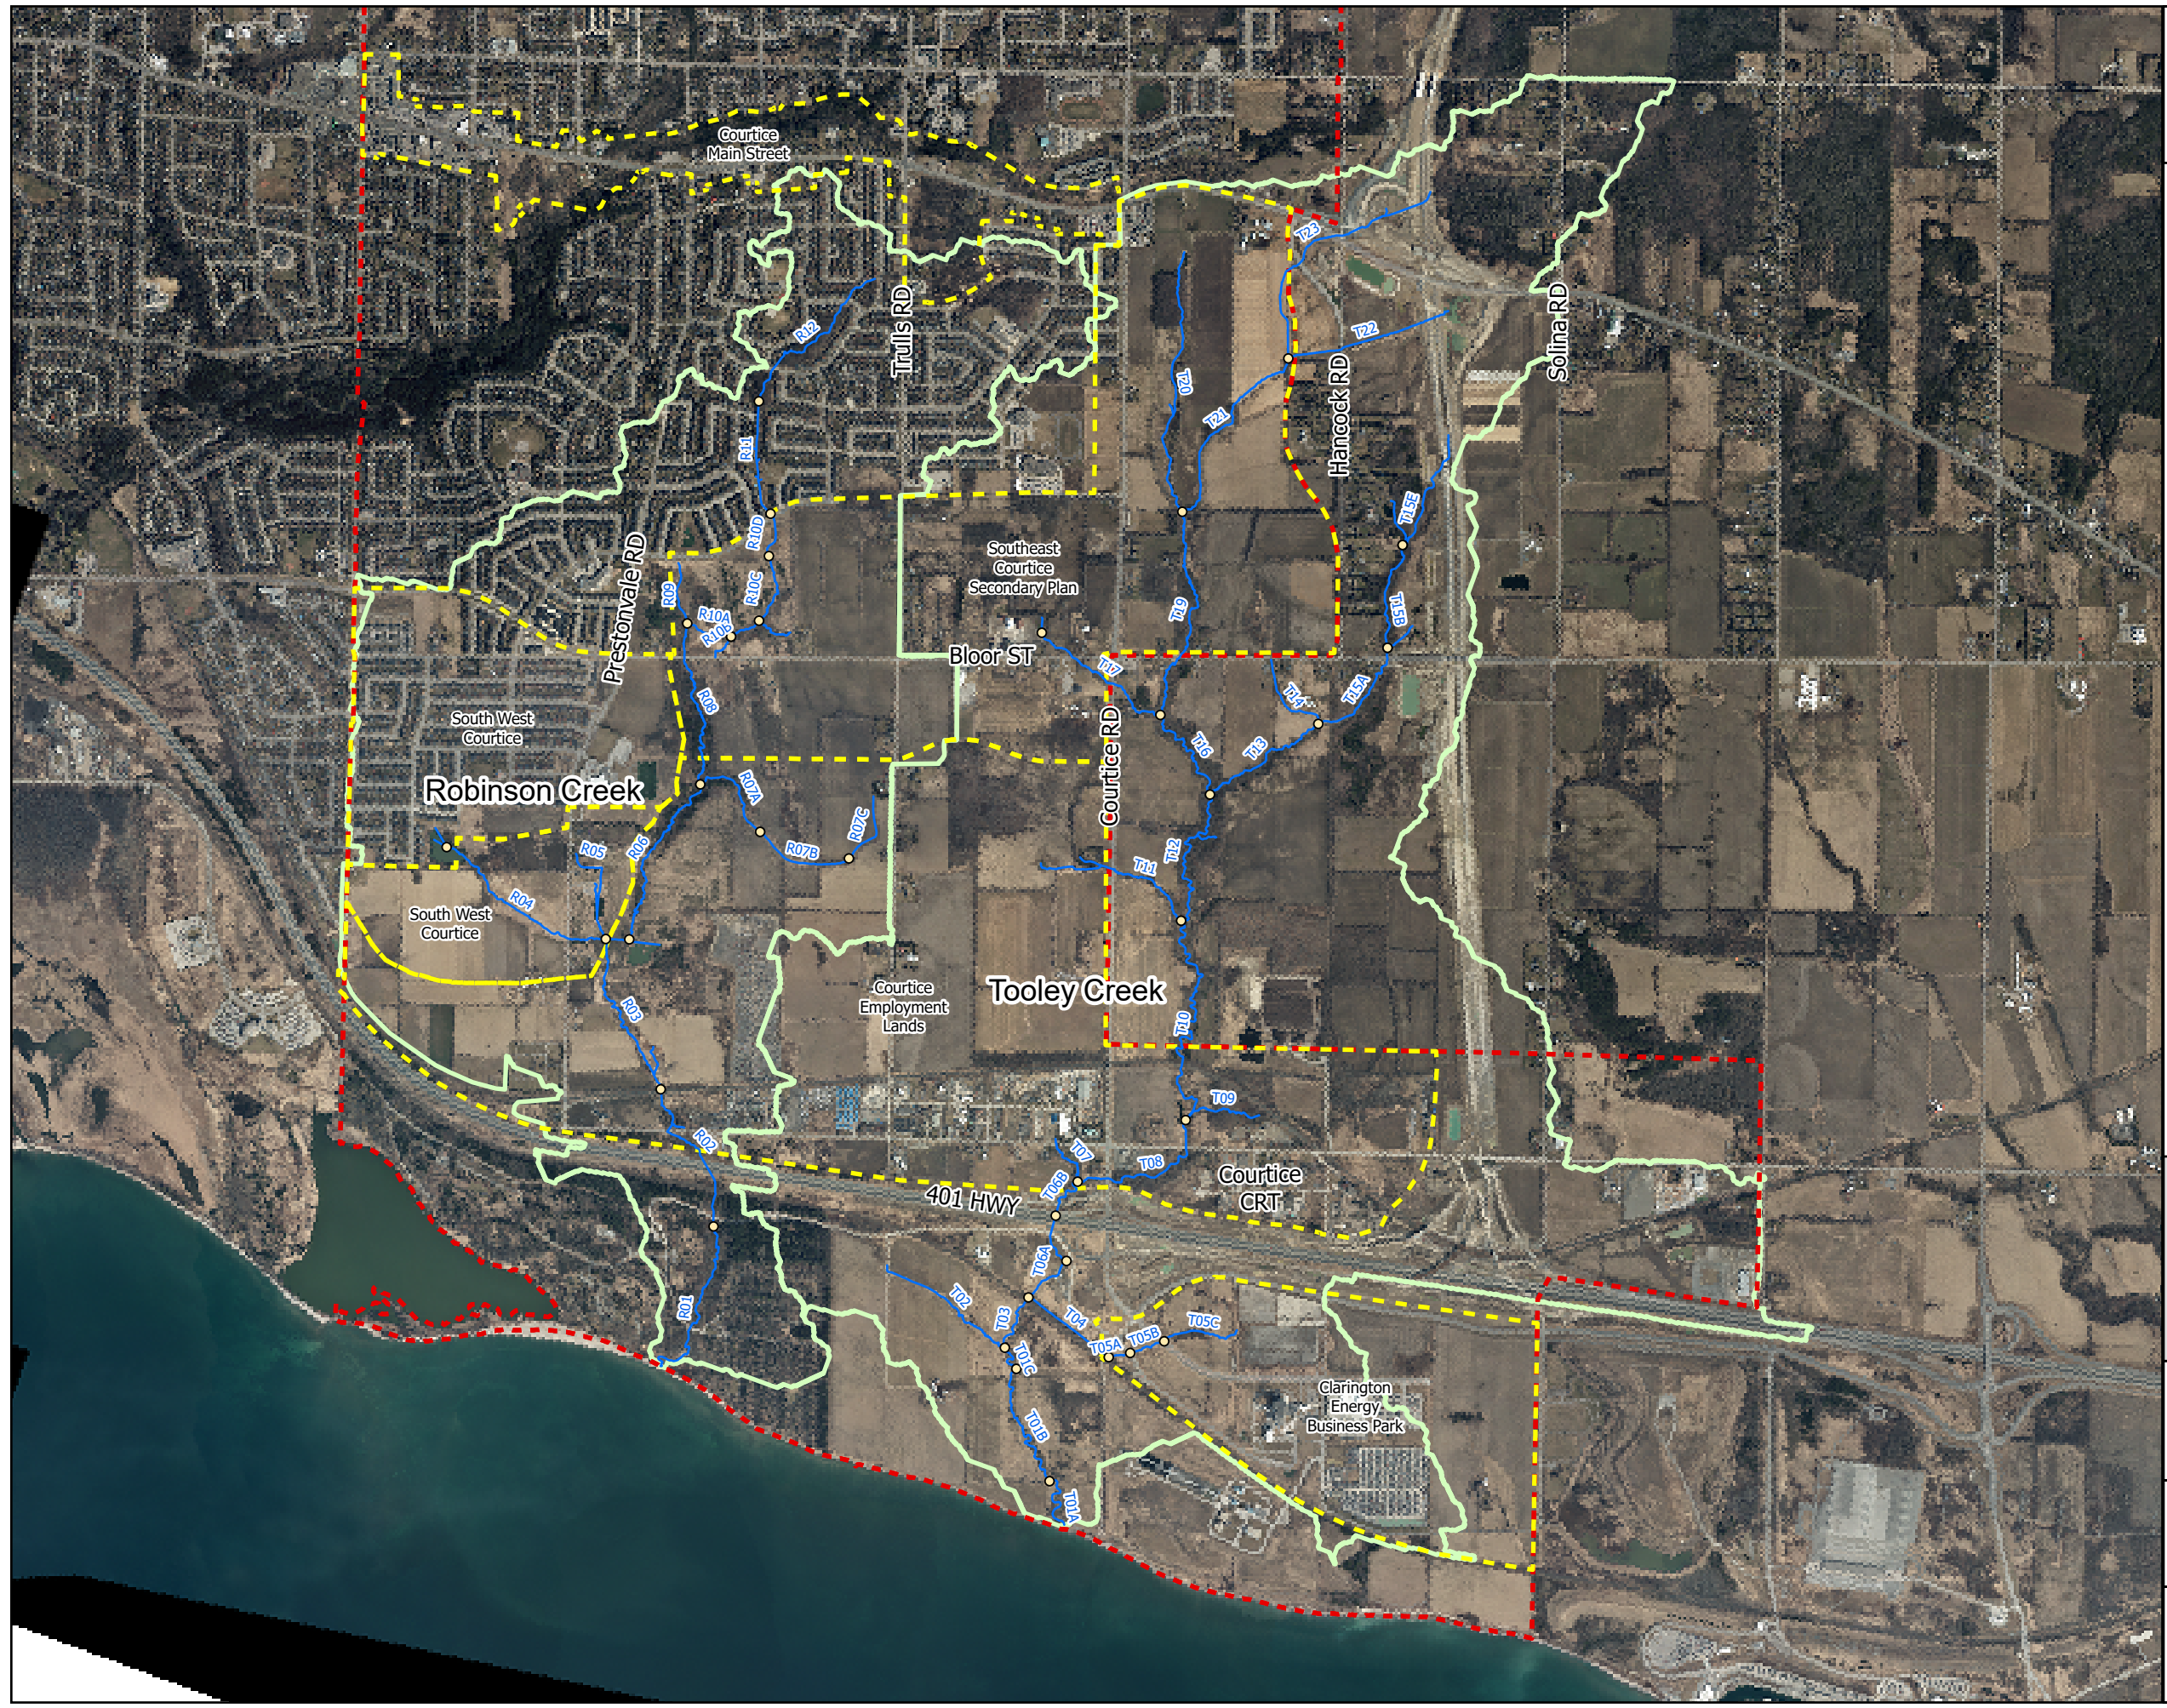 Courtice
Main Street
T23
Trulls RD
Solina RD
R12
T22
Hancock RD
T20
T21
R11
T15E
R10D
Southeast
Courtice
Secondary Plan
Prestonvale RD
R09
R10C
T19
T15B
R10A
R10B
Bloor ST
T17
R08
T14
T15A
South West
Courtice
Courtice RD
T16
T13
Robinson Creek
R07A
R07C
R05
R06
R07B
T12
T11
R04
South West
Courtice
Courtice
Employment
Lands
Tooley Creek
R03
T10
T09
R02
T07
T08
T06B
Courtice
CRT
401 HWY
T06A
R01
T02
T03
T04
T05C
T05B
T05A
T01C
Clarington
Energy
Business Park
T01B
T01A